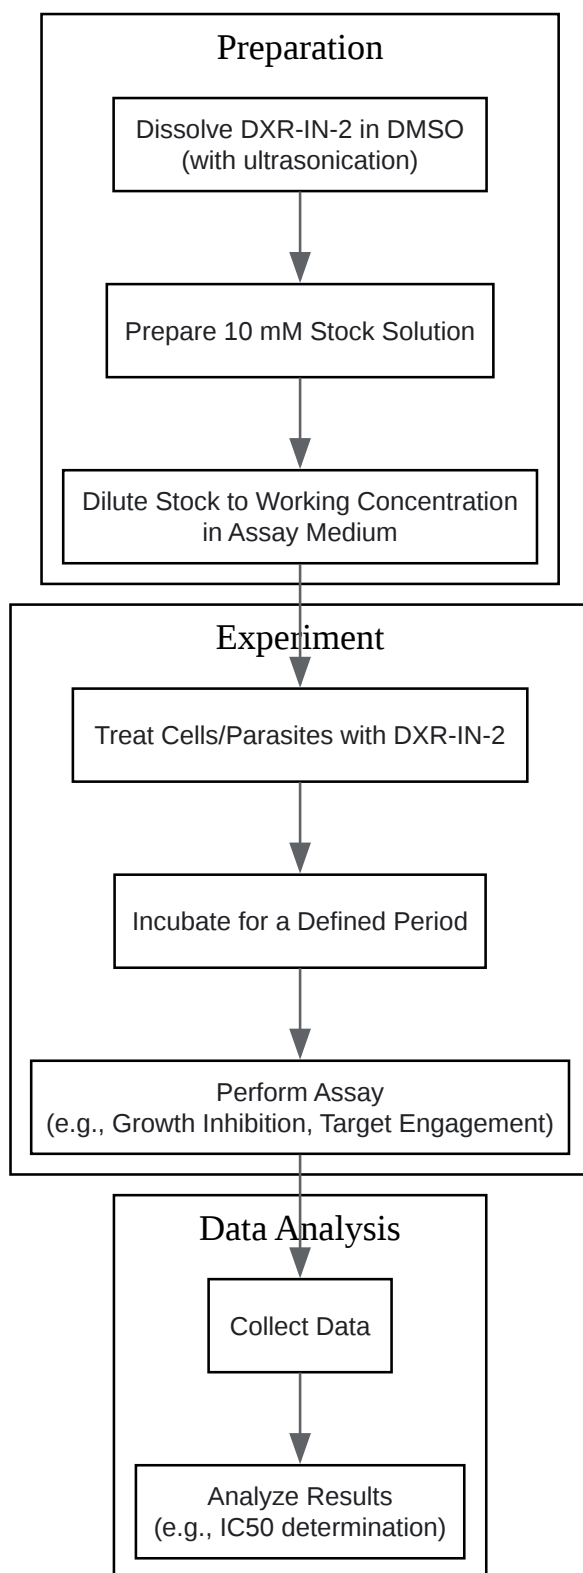 Preparation
Dissolve DXR-IN-2 in DMSO
(with ultrasonication)
Prepare 10 mM Stock Solution
Dilute Stock to Working Concentration
in Assay Medium
Experiment
Treat Cells/Parasites with DXR-IN-2
Incubate for a Defined Period
Perform Assay
(e.g., Growth Inhibition, Target Engagement)
Data Analysis
Collect Data
Analyze Results
(e.g., IC50 determination)